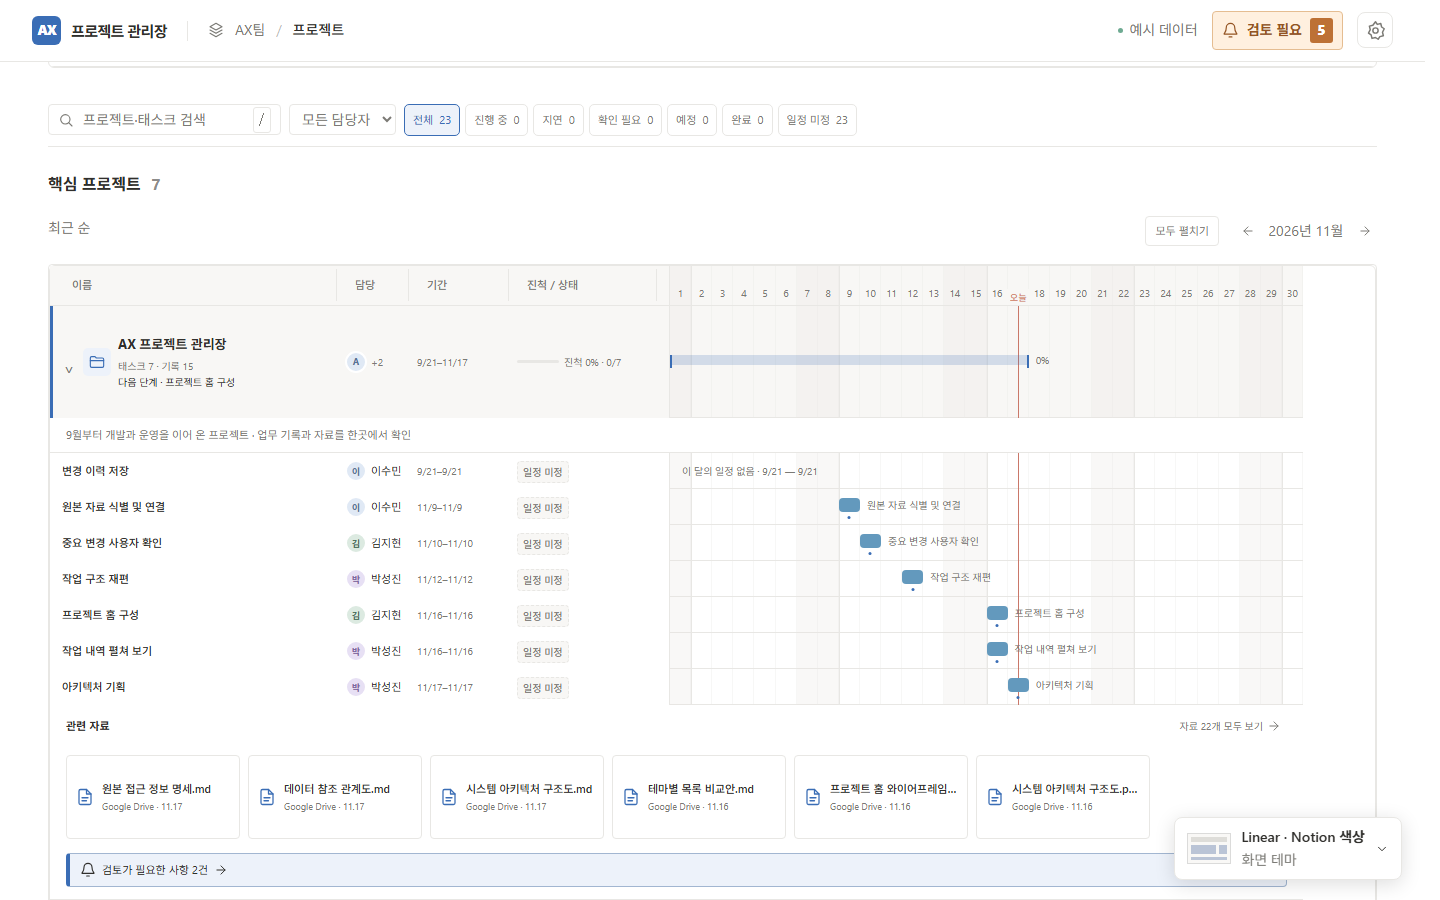 AX 프로젝트 관리장 AX팀 / 프로젝트 예시 데이터 검토 필요 5
프로젝트·태스크 검색 / 모든 담당자 전체 23 진행 중 0 지연 0 확인 필요 0 예정 0 완료 0 일정 미정 23
핵심 프로젝트 7
최근 순 모두 펼치기 ← 2026년 11월 →
이름 담당 기간 진척 / 상태 1 2 3 4 5 6 7 8 9 10 11 12 13 14 15 16 오늘 18 19 20 21 22 23 24 25 26 27 28 29 30
AX 프로젝트 관리장
태스크 7 · 기록 15
다음 단계 · 프로젝트 홈 구성
A +2 9/21–11/17 진척 0% · 0/7 0%
9월부터 개발과 운영을 이어 온 프로젝트 · 업무 기록과 자료를 한곳에서 확인
변경 이력 저장 이 이수민 9/21–9/21 일정 미정 이 달의 일정 없음 · 9/21 — 9/21
원본 자료 식별 및 연결 이 이수민 11/9–11/9 일정 미정 원본 자료 식별 및 연결
중요 변경 사용자 확인 김 김지현 11/10–11/10 일정 미정 중요 변경 사용자 확인
작업 구조 재편 박 박성진 11/12–11/12 일정 미정 작업 구조 재편
프로젝트 홈 구성 김 김지현 11/16–11/16 일정 미정 프로젝트 홈 구성
작업 내역 펼쳐 보기 박 박성진 11/16–11/16 일정 미정 작업 내역 펼쳐 보기
아키텍처 기획 박 박성진 11/17–11/17 일정 미정 아키텍처 기획
관련 자료 자료 22개 모두 보기 →
원본 접근 정보 명세.md
Google Drive · 11.17
데이터 참조 관계도.md
Google Drive · 11.17
시스템 아키텍처 구조도.md
Google Drive · 11.17
테마별 목록 비교안.md
Google Drive · 11.16
프로젝트 홈 와이어프레임...
Google Drive · 11.16
시스템 아키텍처 구조도.p...
Google Drive · 11.16
검토가 필요한 사항 2건 →
Linear · Notion 색상
화면 테마